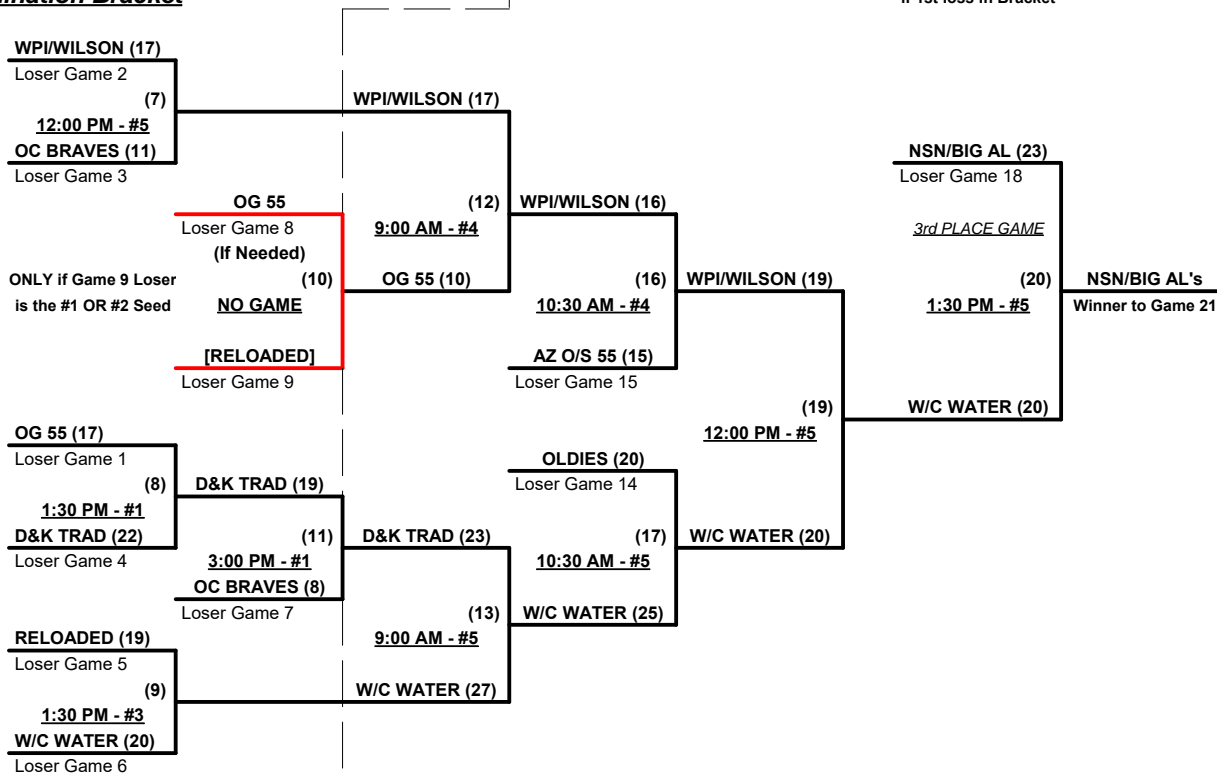 WPI/WILSON (17)
Loser Game 2
(7)
12:00 PM - #5
OC BRAVES (11)
Loser Game 3
WPI/WILSON (17)
OG 55
Loser Game 8
(If Needed)
(10)
NO GAME
[RELOADED]
Loser Game 9
ONLY if Game 9 Loser
is the #1 OR #2 Seed
(12)
9:00 AM - #4
OG 55 (10)
WPI/WILSON (16)
(16)
10:30 AM - #4
AZ O/S 55 (15)
Loser Game 15
WPI/WILSON (19)
OG 55 (17)
Loser Game 1
(8)
1:30 PM - #1
D&K TRAD (22)
Loser Game 4
D&K TRAD (19)
(11)
3:00 PM - #1
OC BRAVES (8)
Loser Game 7
D&K TRAD (23)
RELOADED (19)
Loser Game 5
(9)
1:30 PM - #3
W/C WATER (20)
Loser Game 6
(13)
9:00 AM - #5
W/C WATER (27)
OLDIES (20)
Loser Game 14
(17)
10:30 AM - #5
W/C WATER (25)
W/C WATER (20)
(19)
12:00 PM - #5
NSN/BIG AL (23)
Loser Game 18
3rd PLACE GAME
(20)
1:30 PM - #5
W/C WATER (20)
NSN/BIG AL's
Winner to Game 21